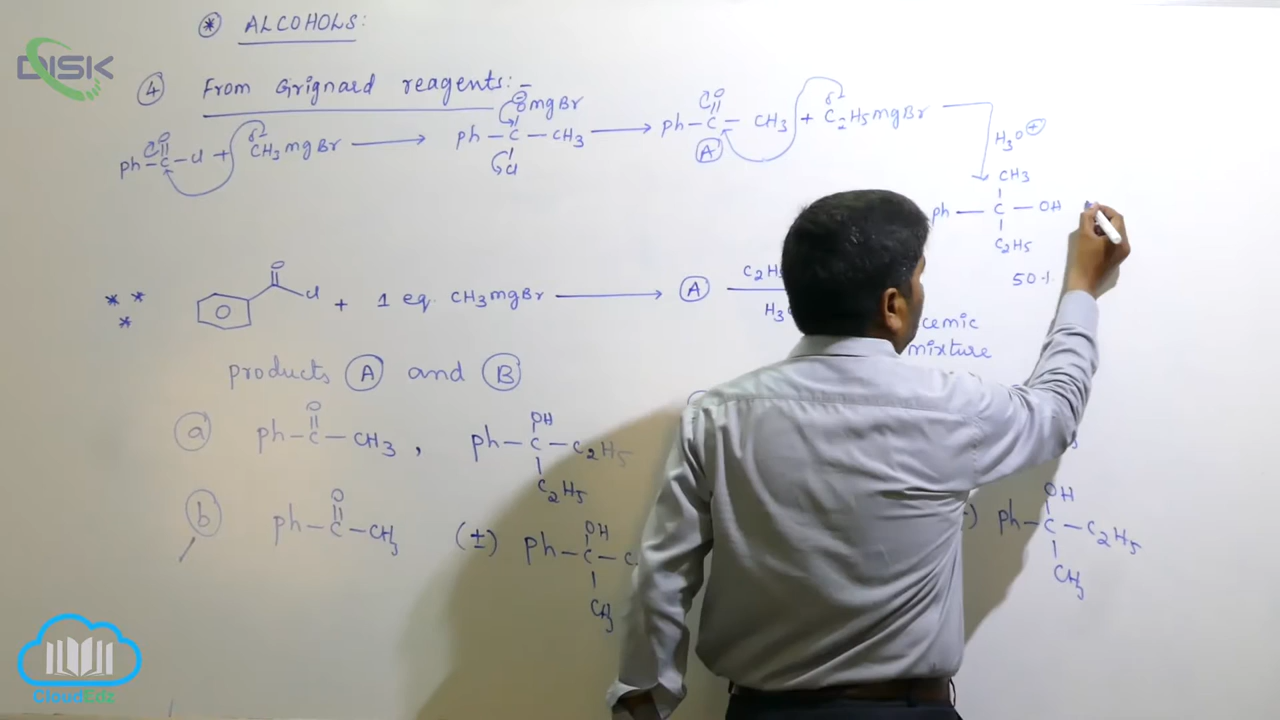 * ALCOHOLS:
DISK
4 From Grignard reagents:-
O
ph-C-Cl + CH3mgBr → ph-C-CH3 → ph-C-CH3 + C2H5mgBr
OmgBr
Cl
O
A
H3O+
CH3
ph-C-OH
C2H5
50%
***
O
Cl + 1 eq. CH3mgBr → A
mixture
products A and B
a ph-C-CH3, ph-C-C2H5
O
OH
C2H5
b ph-C-CH3 (±) ph-C-
O
OH
CH3
ph-C-C2H5
OH
CH3
CloudEdz